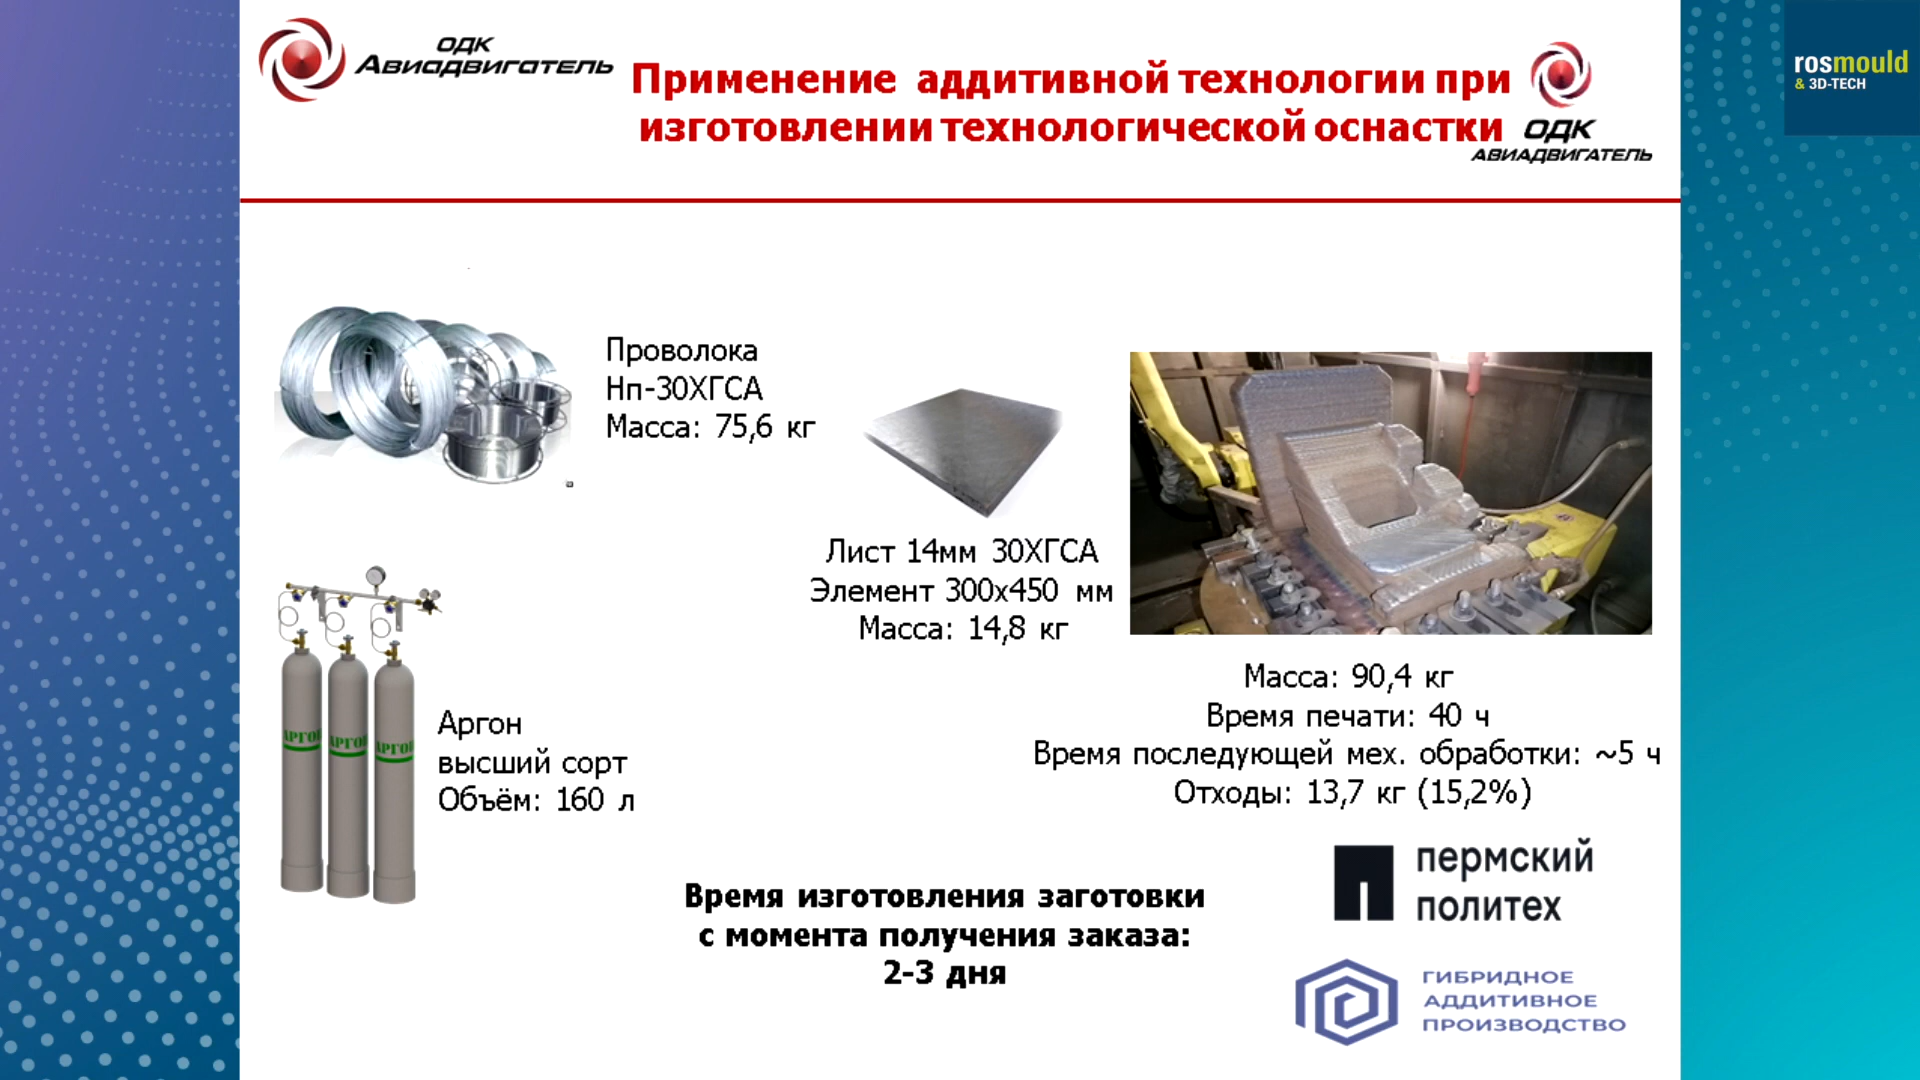 ОДК
Авиадвигатель
Применение аддитивной технологии при
изготовлении технологической оснастки
ОДК
АВИАДВИГАТЕЛЬ
rosmould
& 3D-TECH
Проволока
Нп-30ХГСА
Масса: 75,6 кг
Лист 14мм 30ХГСА
Элемент 300х450 мм
Масса: 14,8 кг
АРГОН
АРГОН
АРГОН
Аргон
высший сорт
Объём: 160 л
Масса: 90,4 кг
Время печати: 40 ч
Время последующей мех. обработки: ~5 ч
Отходы: 13,7 кг (15,2%)
Время изготовления заготовки
с момента получения заказа:
2-3 дня
пермский
политех
ГИБРИДНОЕ
АДДИТИВНОЕ
ПРОИЗВОДСТВО